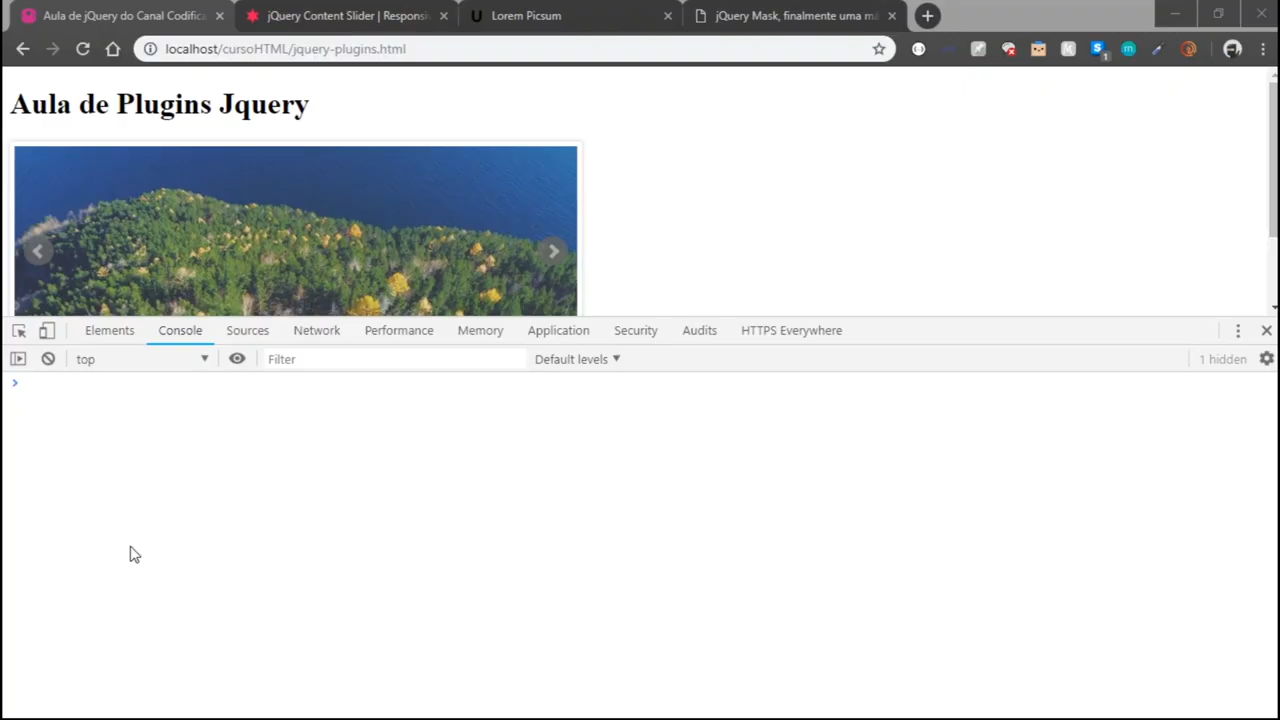 Aula de jQuery do Canal Codifica
jQuery Content Slider | Responsi
Lorem Picsum
jQuery Mask, finalmente uma má
localhost/cursoHTML/jquery-plugins.html
1
Aula de Plugins Jquery
Elements Console Sources Network Performance Memory Application Security Audits HTTPS Everywhere
top Filter Default levels 1 hidden